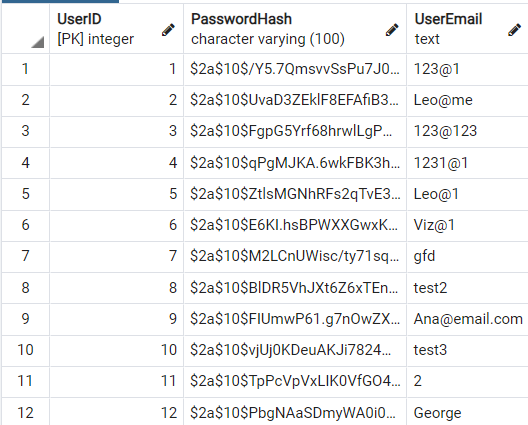 UserID PasswordHash UserEmail
[PK] integer character varying (100) text
1 1 $2a$10$/Y5.7QmsvvSsPu7J0... 123@1
2 2 $2a$10$UvaD3ZEklF8EFAfiB3... Leo@me
3 3 $2a$10$FgpG5Yrf68hrwlLgP... 123@123
4 4 $2a$10$qPgMJKA.6wkFBK3h... 1231@1
5 5 $2a$10$ZtlsMGNhRFs2qTvE3... Leo@1
6 6 $2a$10$E6KI.hsBPWXXGwxK... Viz@1
7 7 $2a$10$M2LCnUWisc/ty71sq... gfd
8 8 $2a$10$BlDR5VhJXt6Z6xTEn... test2
9 9 $2a$10$FIUmwP61.g7nOwZX... Ana@email.com
10 10 $2a$10$vjUj0KDeuAKJi7824... test3
11 11 $2a$10$TpPcVpVxLIK0VfGO4... 2
12 12 $2a$10$PbgNAaSDmyWA0i0... George